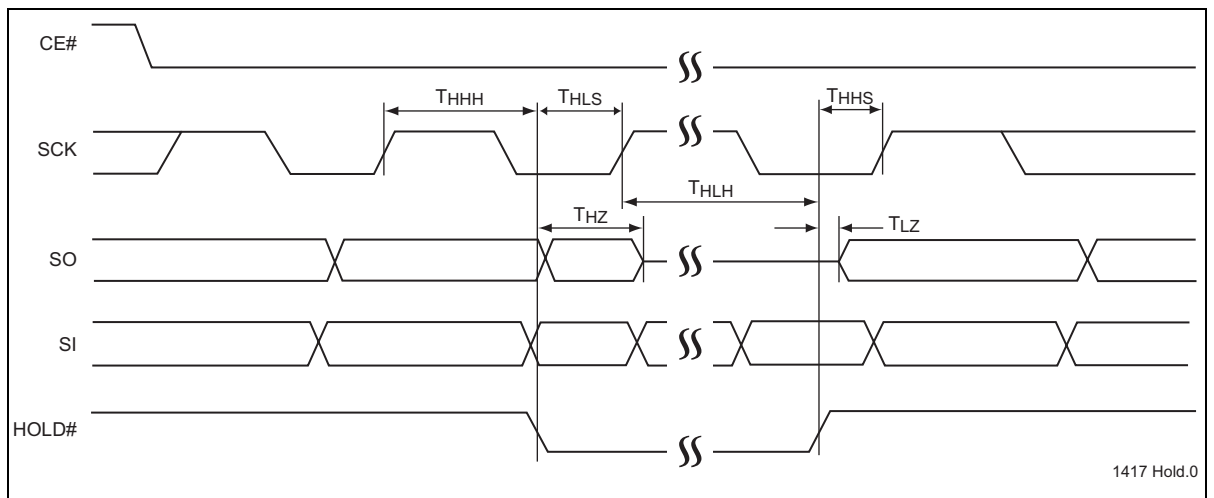 CE#
THHH
THLS
THHS
SCK
THLH
THZ
TLZ
SO
SI
HOLD#
1417 Hold.0